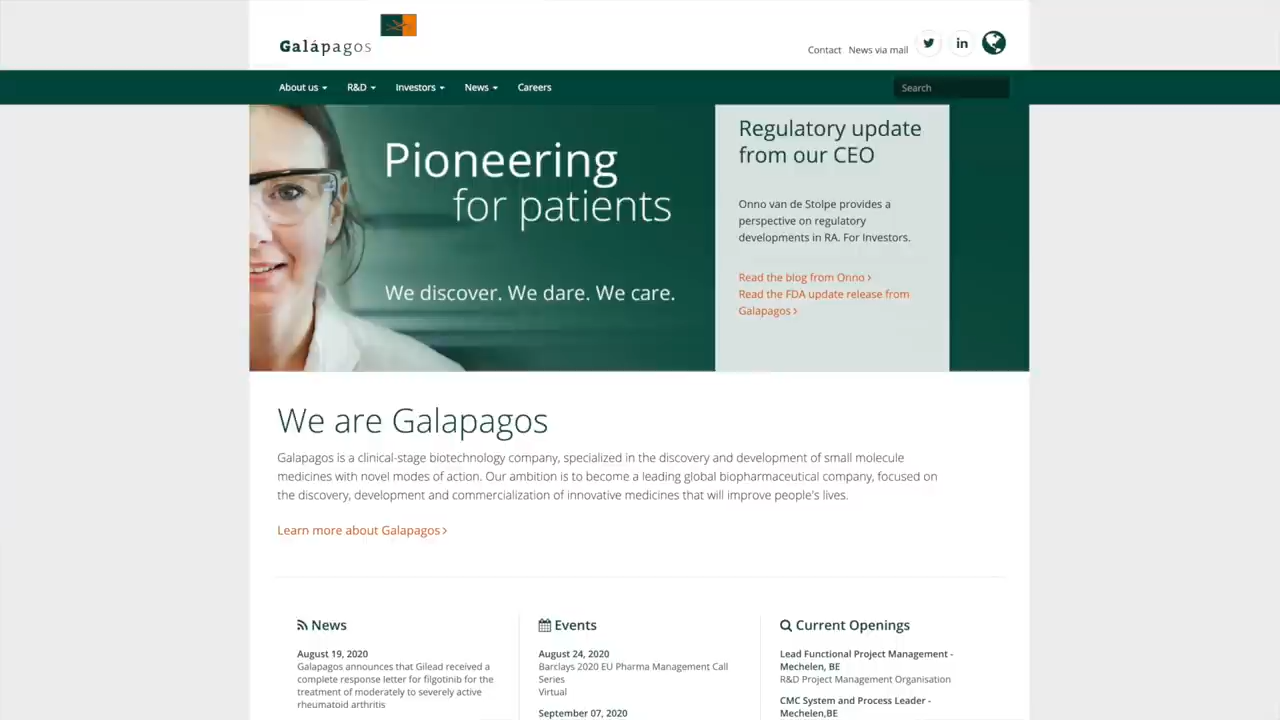 Galápagos
Contact News via mail
in
About us R&D Investors News Careers
Search
Pioneering
for patients
We discover. We dare. We care.
Regulatory update
from our CEO
Onno van de Stolpe provides a
perspective on regulatory
developments in RA. For Investors.
Read the blog from Onno ›
Read the FDA update release from
Galapagos ›
We are Galapagos
Galapagos is a clinical-stage biotechnology company, specialized in the discovery and development of small molecule
medicines with novel modes of action. Our ambition is to become a leading global biopharmaceutical company, focused on
the discovery, development and commercialization of innovative medicines that will improve people's lives.
Learn more about Galapagos ›
News
August 19, 2020
Galapagos announces that Gilead received a
complete response letter for filgotinib for the
treatment of moderately to severely active
rheumatoid arthritis
Events
August 24, 2020
Barclays 2020 EU Pharma Management Call
Series
Virtual
September 07, 2020
Current Openings
Lead Functional Project Management -
Mechelen, BE
R&D Project Management Organisation
CMC System and Process Leader -
Mechelen,BE